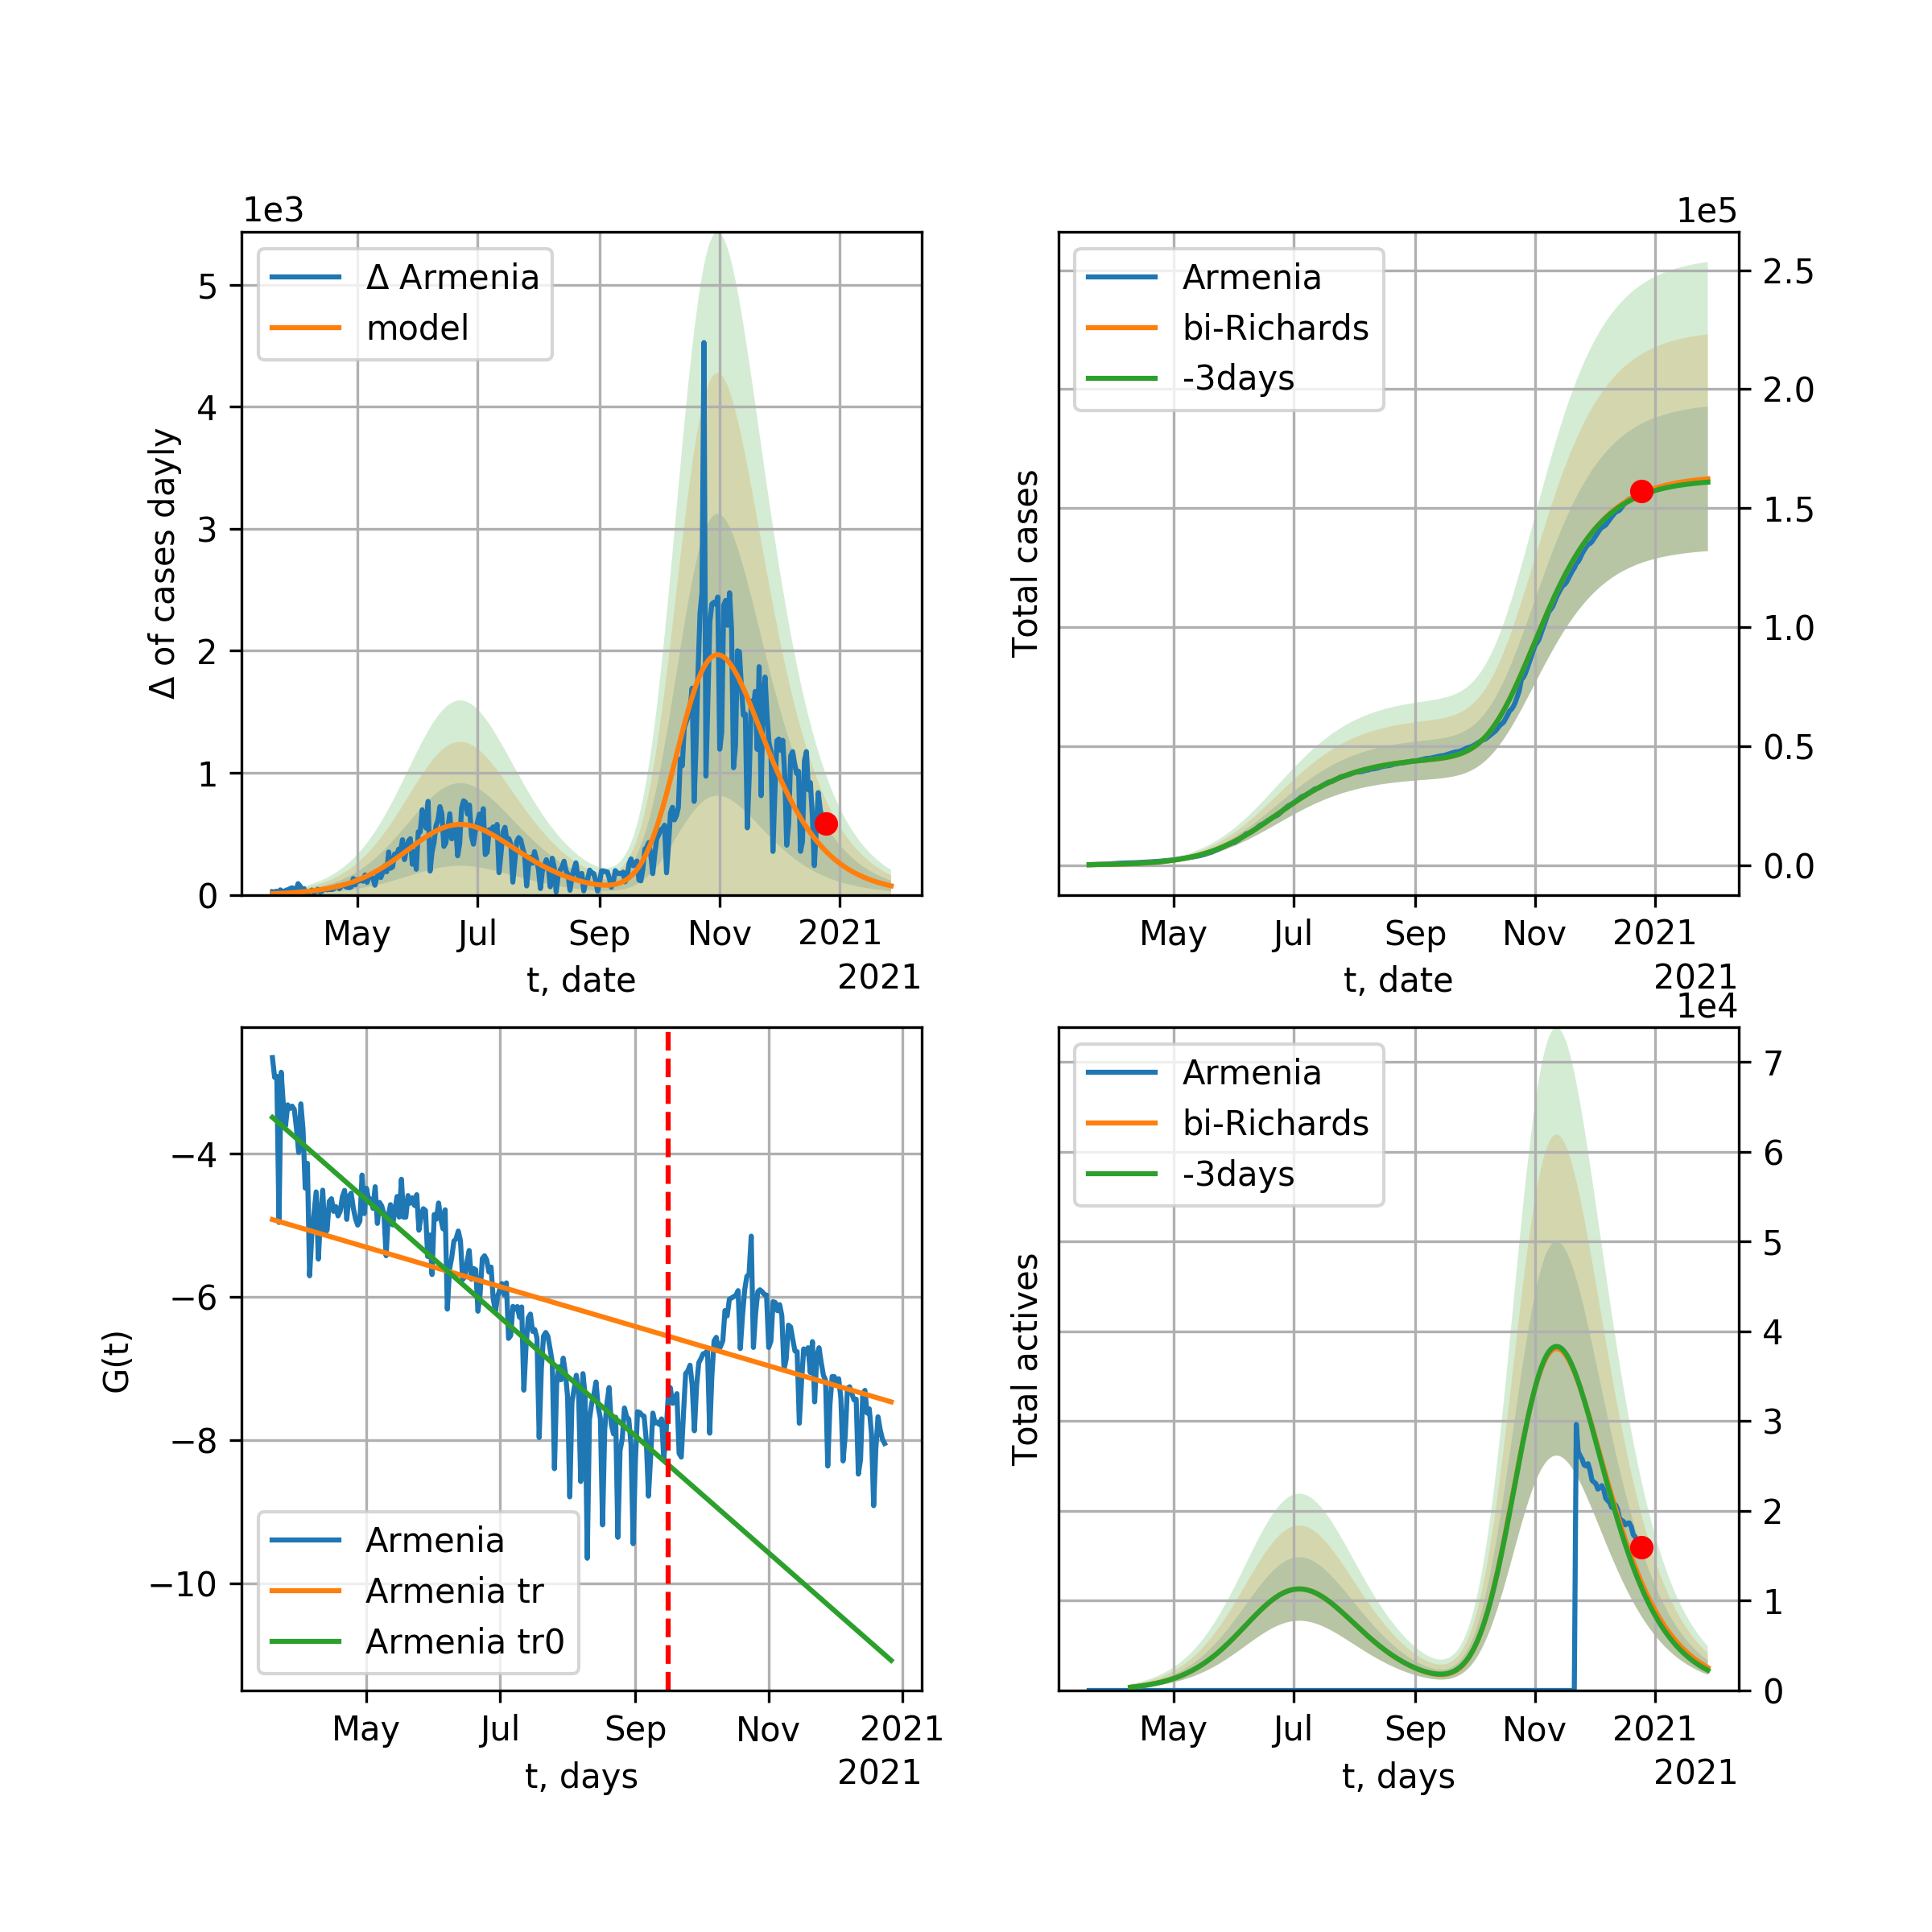 1e3
Δ Armenia
model
5
4
3
2
1
0
Δ of cases dayly
May Jul Sep Nov 2021
t, date
2021
1e5
Armenia
bi-Richards
-3days
2.5
2.0
1.5
1.0
0.5
0.0
Total cases
May Jul Sep Nov 2021
t, date
2021
−4
−6
−8
−10
G(t)
Armenia
Armenia tr
Armenia tr0
May Jul Sep Nov 2021
t, days
2021
1e4
Armenia
bi-Richards
-3days
7
6
5
4
3
2
1
0
Total actives
May Jul Sep Nov 2021
t, days
2021